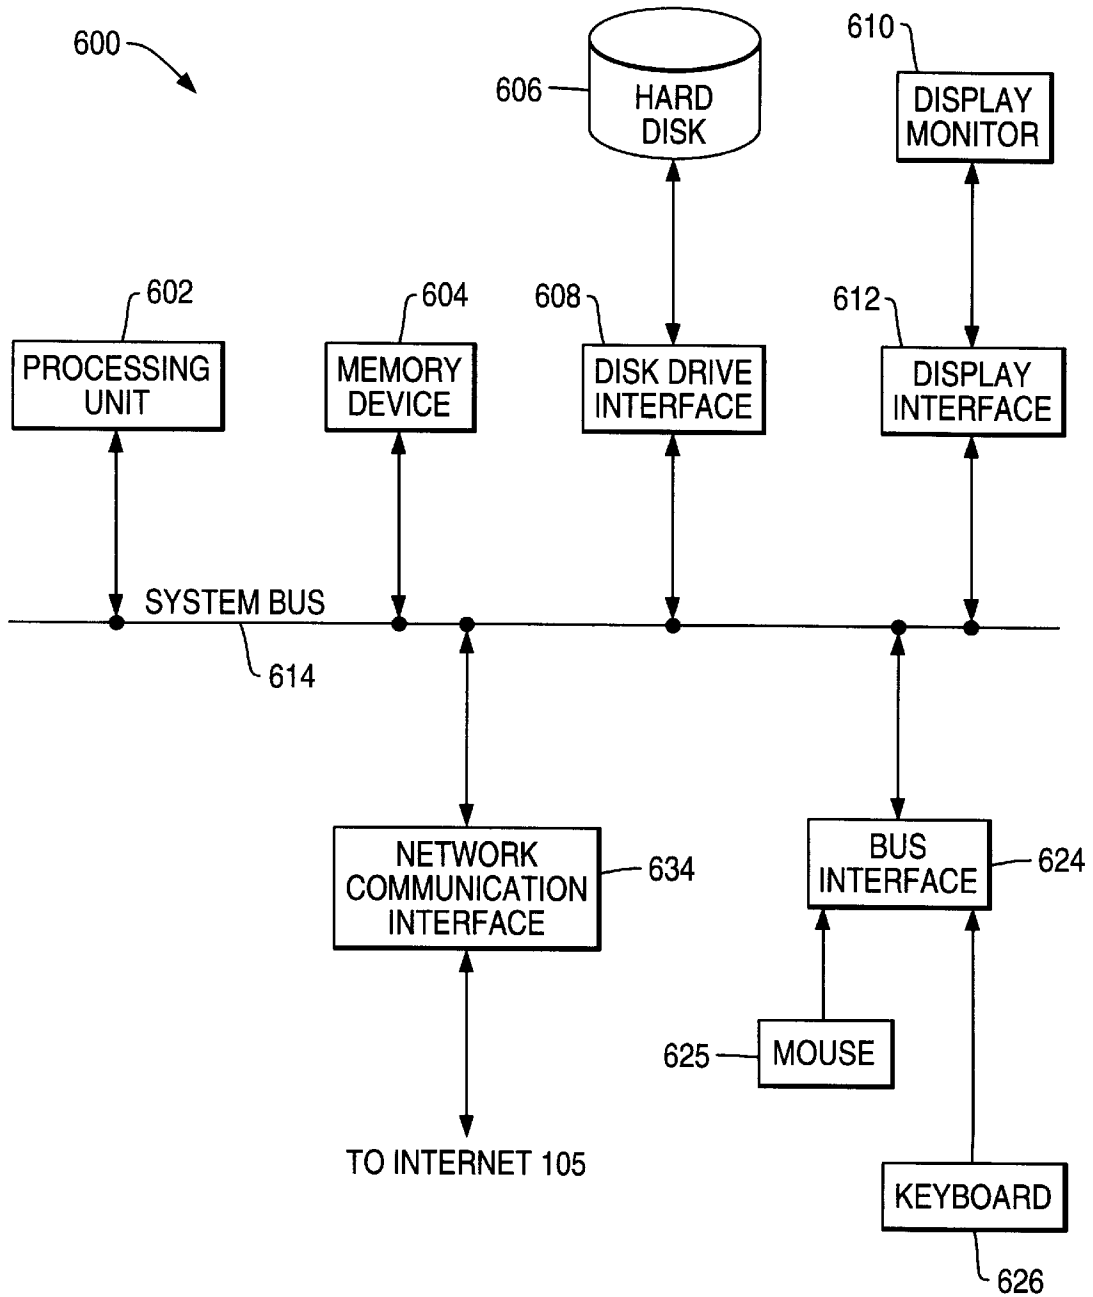 600
606
HARD
DISK
610
DISPLAY
MONITOR
602
PROCESSING
UNIT
604
MEMORY
DEVICE
608
DISK DRIVE
INTERFACE
612
DISPLAY
INTERFACE
SYSTEM BUS
614
NETWORK
COMMUNICATION
INTERFACE
634
BUS
INTERFACE
624
625
MOUSE
TO INTERNET 105
KEYBOARD
626